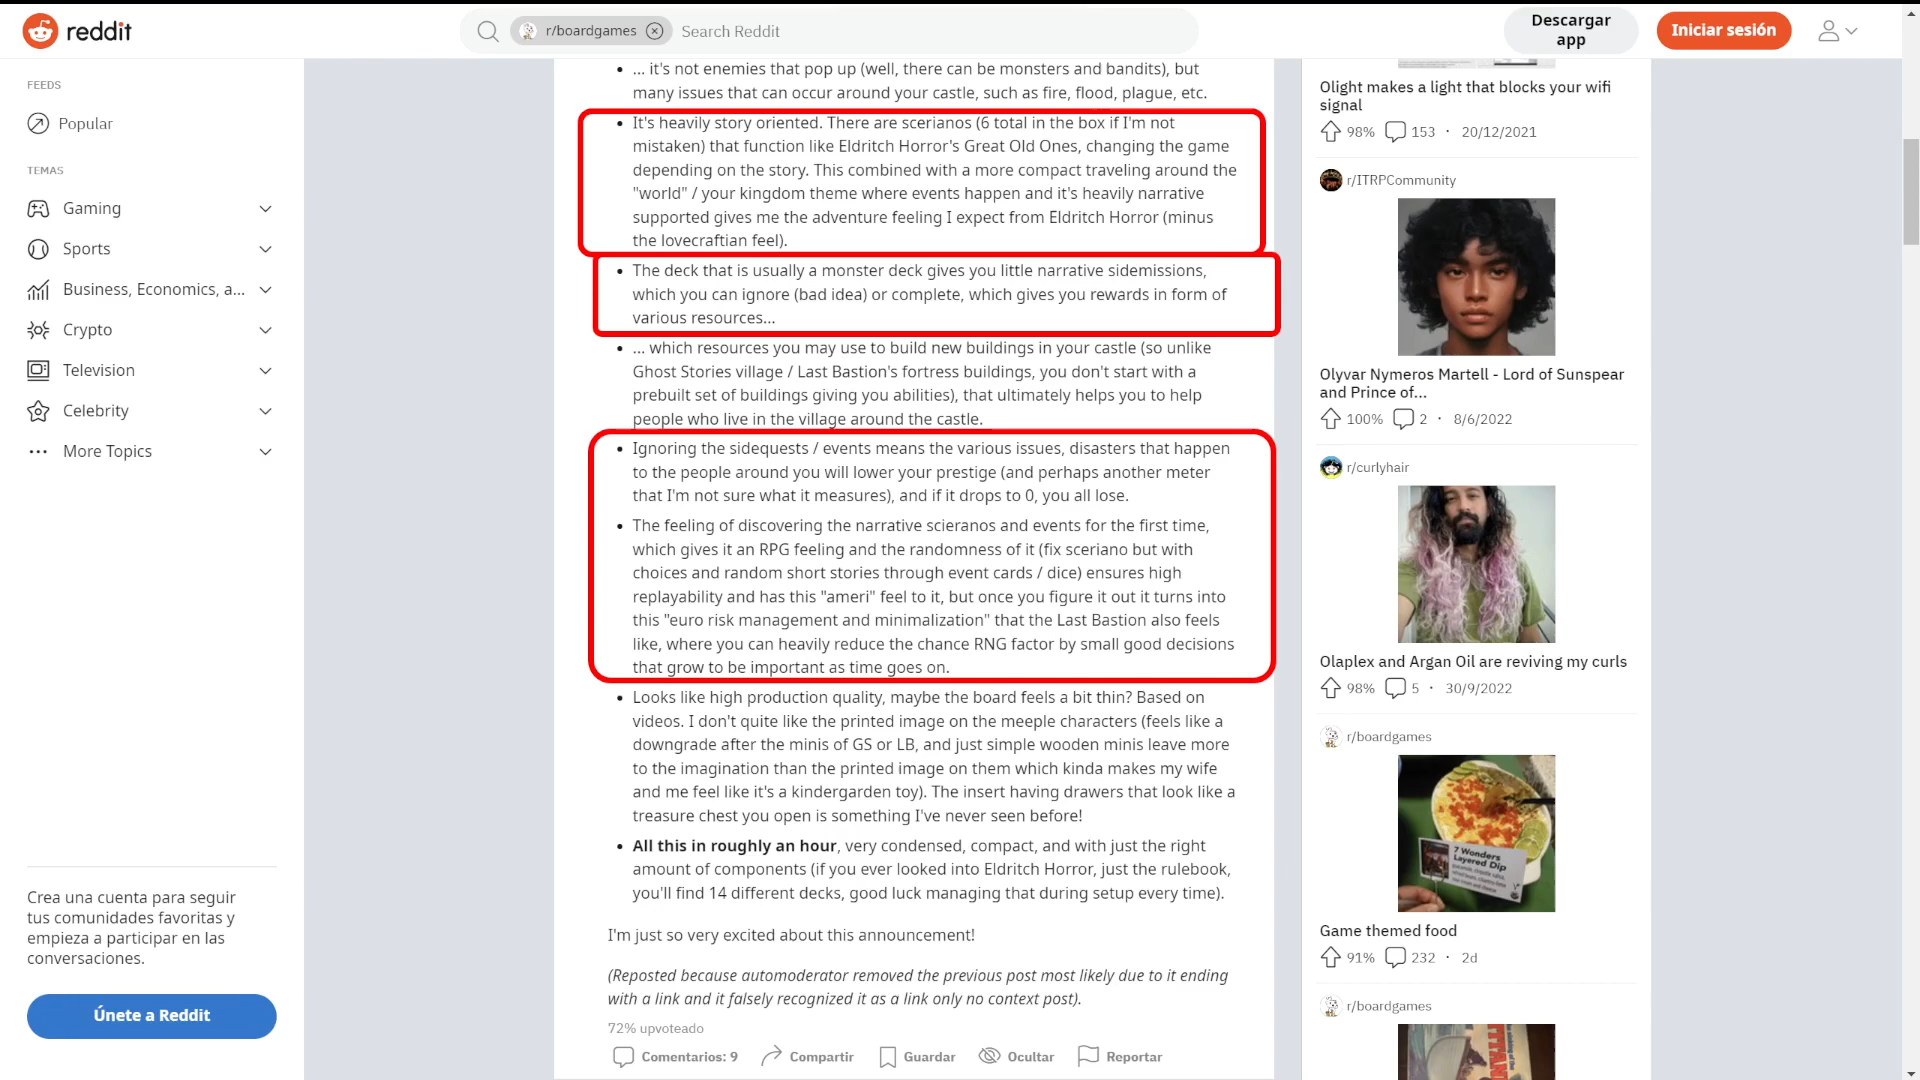 reddit
r/boardgames
Search Reddit
Descargar
app
Iniciar sesión
FEEDS
Popular
TEMAS
Gaming
Sports
Business, Economics, a...
Crypto
Television
Celebrity
More Topics
Crea una cuenta para seguir
tus comunidades favoritas y
empieza a participar en las
conversaciones.
Únete a Reddit
... it's not enemies that pop up (well, there can be monsters and bandits), but
many issues that can occur around your castle, such as fire, flood, plague, etc.
It's heavily story oriented. There are scerianos (6 total in the box if I'm not
mistaken) that function like Eldritch Horror's Great Old Ones, changing the game
depending on the story. This combined with a more compact traveling around the
"world" / your kingdom theme where events happen and it's heavily narrative
supported gives me the adventure feeling I expect from Eldritch Horror (minus
the lovecraftian feel).
The deck that is usually a monster deck gives you little narrative sidemissions,
which you can ignore (bad idea) or complete, which gives you rewards in form of
various resources...
... which resources you may use to build new buildings in your castle (so unlike
Ghost Stories village / Last Bastion's fortress buildings, you don't start with a
prebuilt set of buildings giving you abilities), that ultimately helps you to help
people who live in the village around the castle.
Ignoring the sidequests / events means the various issues, disasters that happen
to the people around you will lower your prestige (and perhaps another meter
that I'm not sure what it measures), and if it drops to 0, you all lose.
The feeling of discovering the narrative scieranos and events for the first time,
which gives it an RPG feeling and the randomness of it (fix sceriano but with
choices and random short stories through event cards / dice) ensures high
replayability and has this "ameri" feel to it, but once you figure it out it turns into
this "euro risk management and minimalization" that the Last Bastion also feels
like, where you can heavily reduce the chance RNG factor by small good decisions
that grow to be important as time goes on.
Looks like high production quality, maybe the board feels a bit thin? Based on
videos. I don't quite like the printed image on the meeple characters (feels like a
downgrade after the minis of GS or LB, and just simple wooden minis leave more
to the imagination than the printed image on them which kinda makes my wife
and me feel like it's a kindergarden toy). The insert having drawers that look like a
treasure chest you open is something I've never seen before!
All this in roughly an hour, very condensed, compact, and with just the right
amount of components (if you ever looked into Eldritch Horror, just the rulebook,
you'll find 14 different decks, good luck managing that during setup every time).
I'm just so very excited about this announcement!
(Reposted because automoderator removed the previous post most likely due to it ending
with a link and it falsely recognized it as a link only no context post).
72% upvoteado
Comentarios: 9
Compartir
Guardar
Ocultar
Reportar
Olight makes a light that blocks your wifi
signal
98% 153 · 20/12/2021
r/ITRPCommunity
Olyvar Nymeros Martell - Lord of Sunspear
and Prince of...
100% 2 · 8/6/2022
r/curlyhair
Olaplex and Argan Oil are reviving my curls
98% 5 · 30/9/2022
r/boardgames
7 Wonders
Layered Dip
Game themed food
91% 232 · 2d
r/boardgames